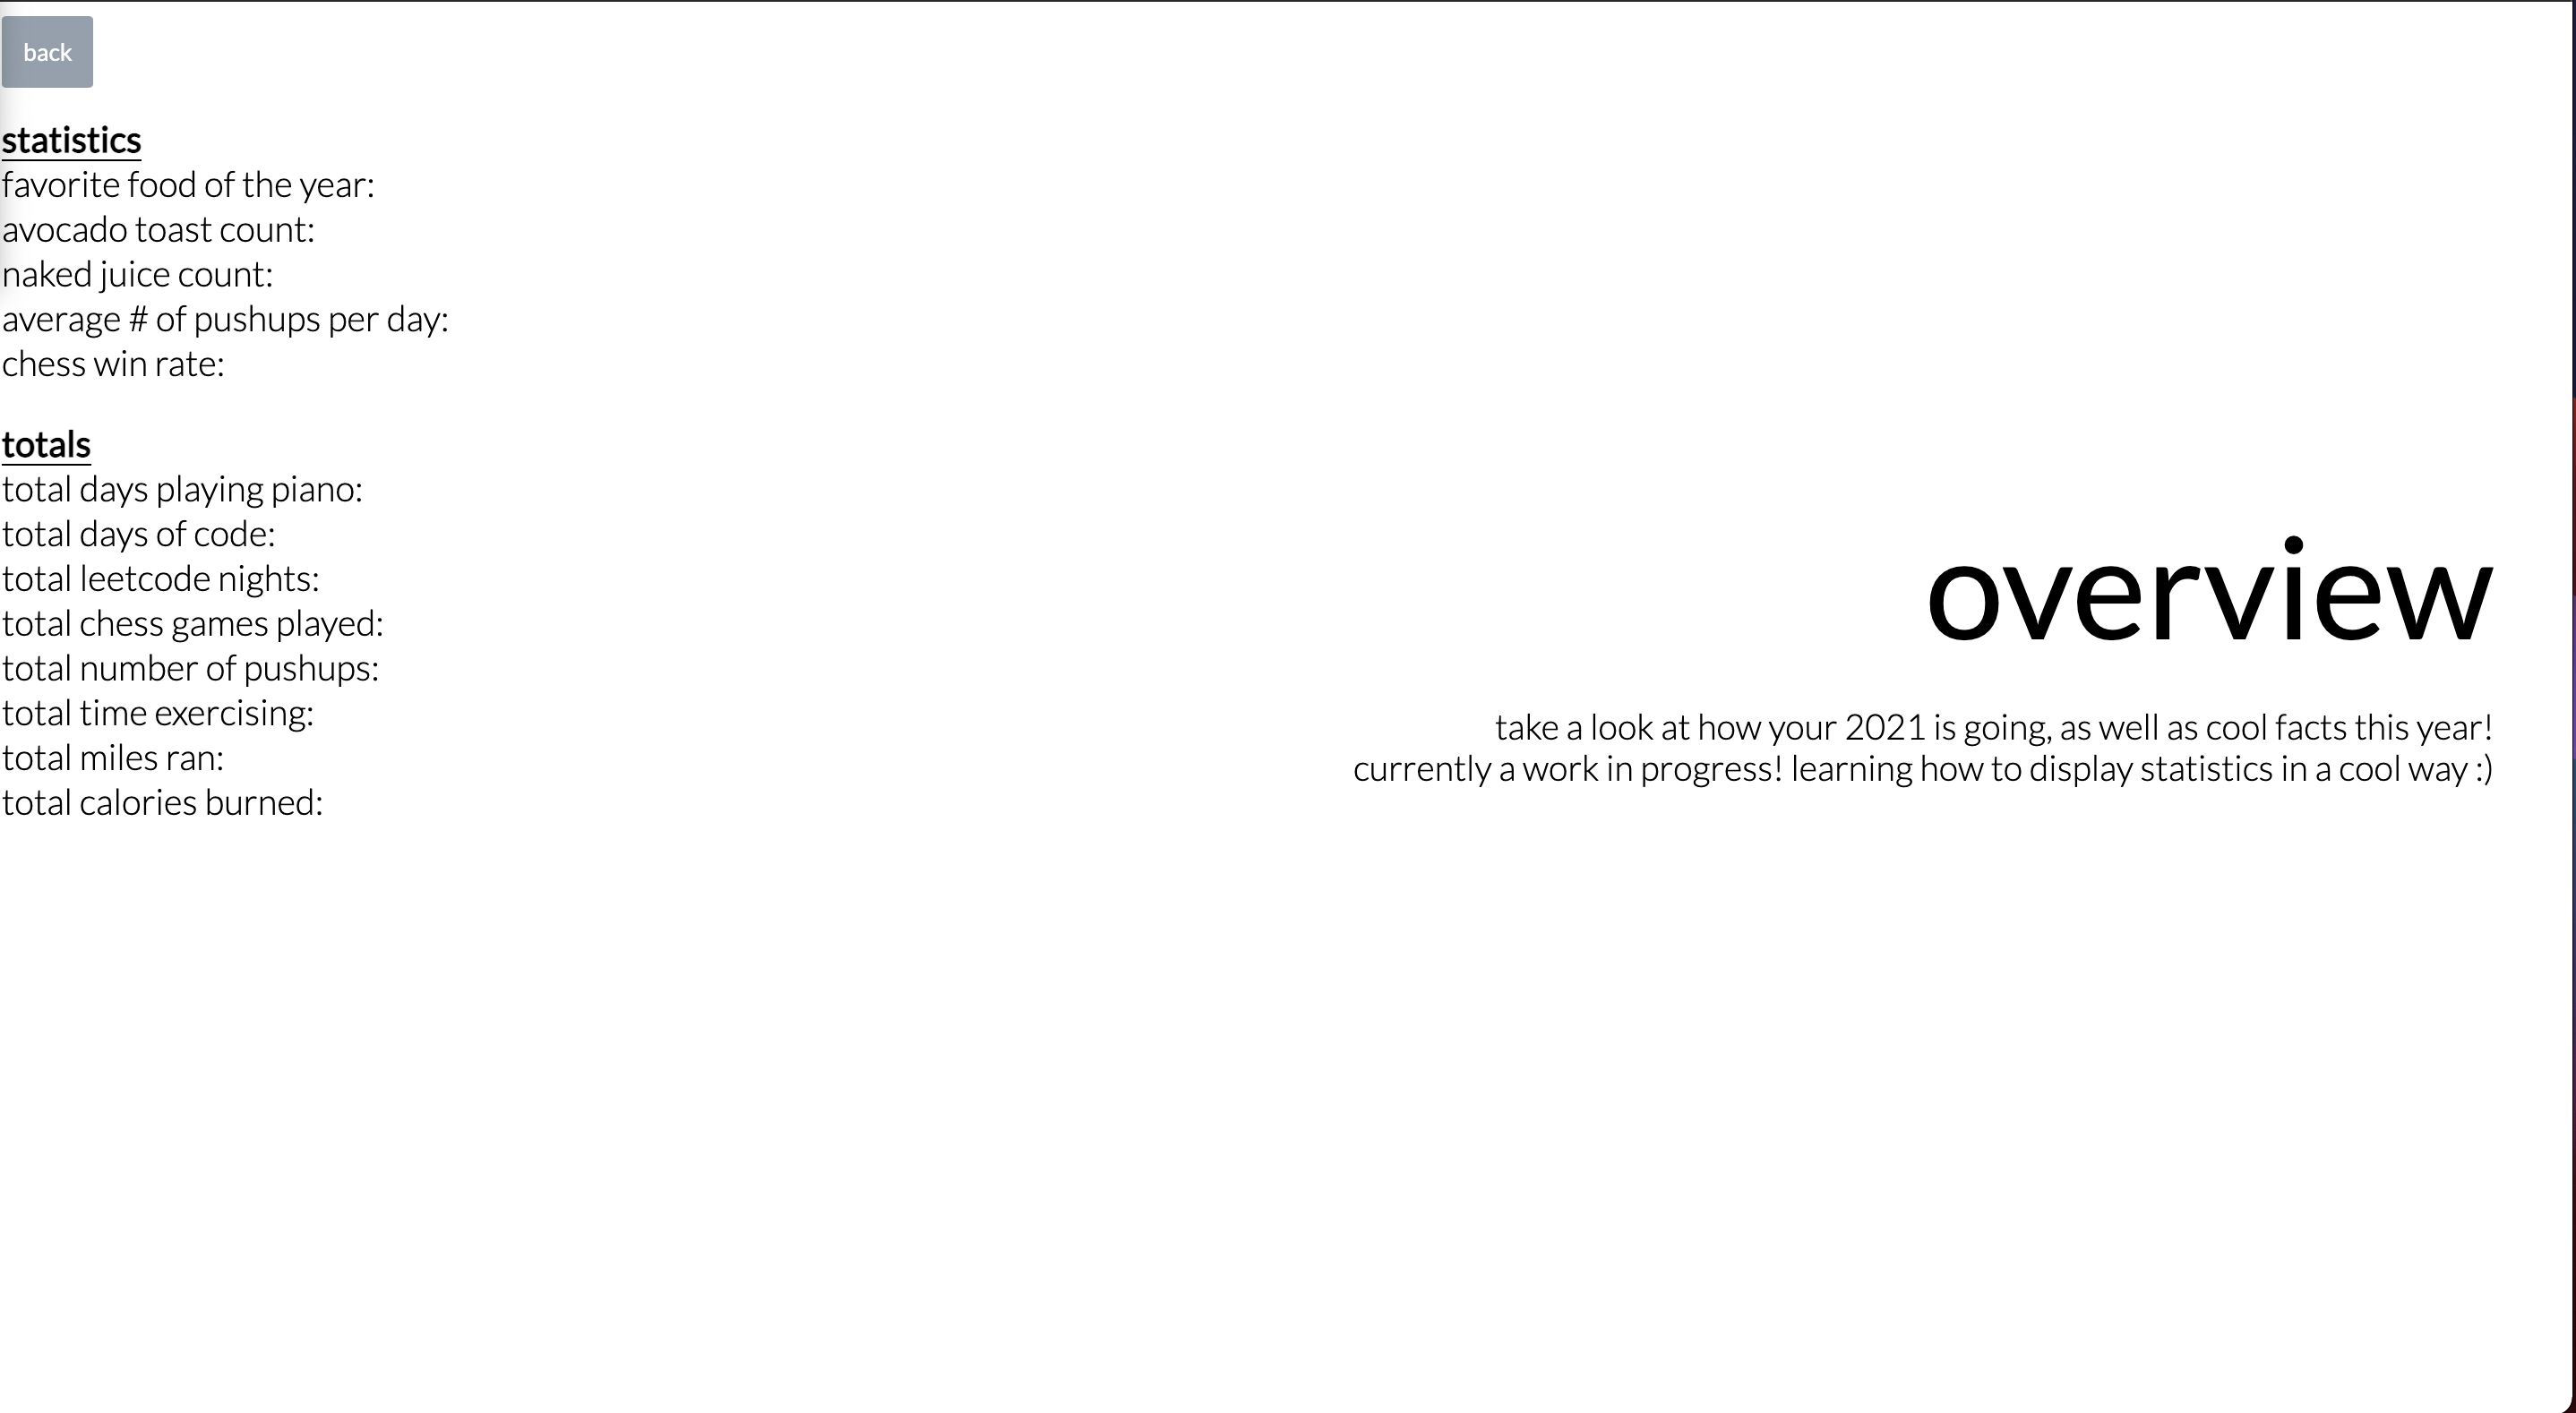 back
statistics
favorite food of the year:
avocado toast count:
naked juice count:
average # of pushups per day:
chess win rate:
totals
total days playing piano:
total days of code:
total leetcode nights:
total chess games played:
total number of pushups:
total time exercising:
total miles ran:
total calories burned:
overview
take a look at how your 2021 is going, as well as cool facts this year!
currently a work in progress! learning how to display statistics in a cool way :)